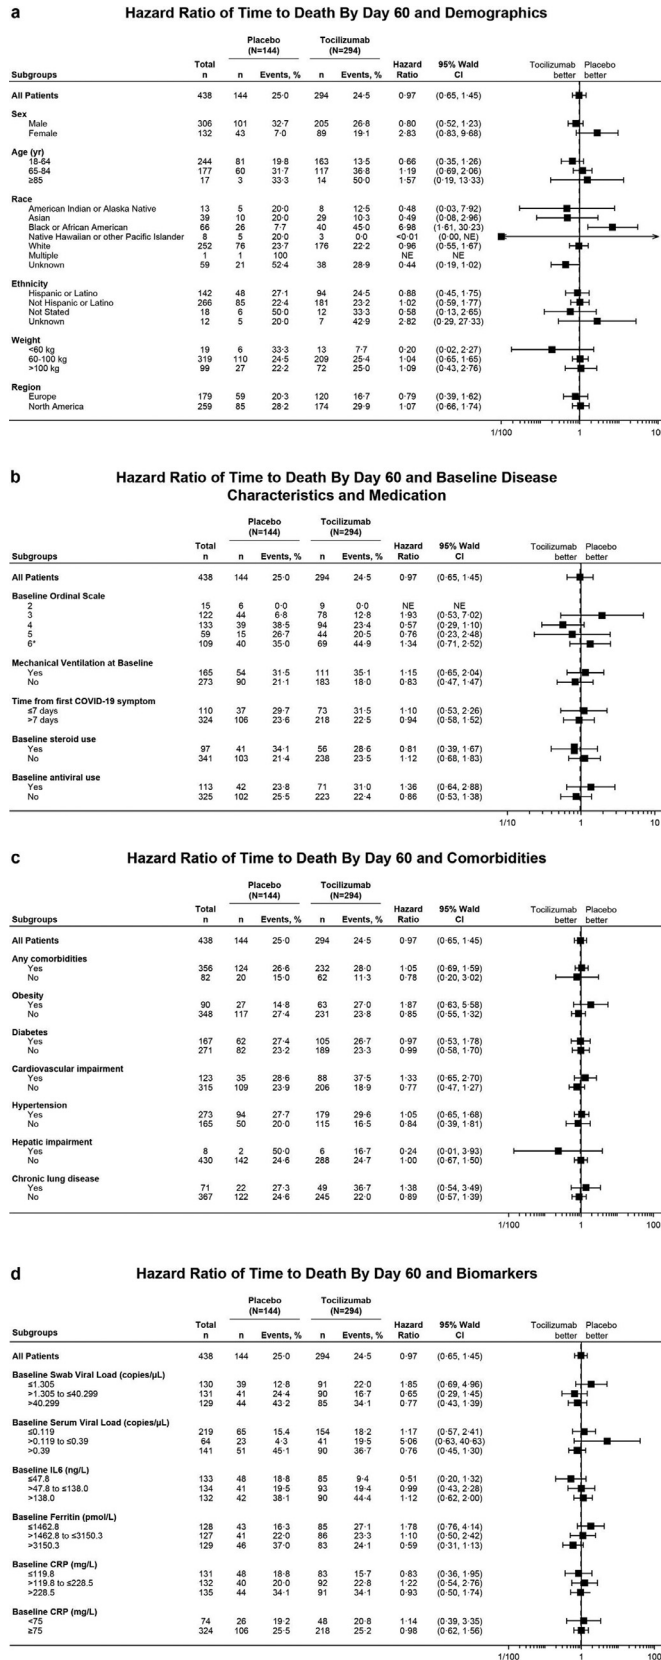 a
Hazard Ratio of Time to Death By Day 60 and Demographics
Placebo (N=144) Tocilizumab (N=294)
Subgroups Total n n Events, % n Events, % Hazard Ratio 95% Wald CI Tocilizumab better Placebo better
All Patients 438 144 25·0 294 24·5 0·97 (0·65, 1·45)
Sex
Male 306 101 32·7 205 26·8 0·80 (0·52, 1·23)
Female 132 43 7·0 89 19·1 2·83 (0·83, 9·68)
Age (yr)
18-64 244 81 19·8 163 13·5 0·66 (0·35, 1·26)
65-84 177 60 31·7 117 36·8 1·19 (0·69, 2·06)
≥85 17 3 33·3 14 50·0 1·57 (0·19, 13·33)
Race
American Indian or Alaska Native 13 5 20·0 8 12·5 0·48 (0·03, 7·92)
Asian 39 10 20·0 29 10·3 0·49 (0·08, 2·96)
Black or African American 66 26 7·7 40 45·0 6·98 (1·61, 30·23)
Native Hawaiian or other Pacific Islander 8 5 20·0 3 0·0 <0·01 (0·00, NE)
White 252 76 23·7 176 22·2 0·96 (0·55, 1·67)
Multiple 1 1 100 NE NE
Unknown 59 21 52·4 38 28·9 0·44 (0·19, 1·02)
Ethnicity
Hispanic or Latino 142 48 27·1 94 24·5 0·88 (0·45, 1·75)
Not Hispanic or Latino 266 85 22·4 181 23·2 1·02 (0·59, 1·77)
Not Stated 18 6 50·0 12 33·3 0·58 (0·13, 2·65)
Unknown 12 5 20·0 7 42·9 2·82 (0·29, 27·33)
Weight
<60 kg 19 6 33·3 13 7·7 0·20 (0·02, 2·27)
60-100 kg 319 110 24·5 209 25·4 1·04 (0·65, 1·65)
>100 kg 99 27 22·2 72 25·0 1·09 (0·43, 2·76)
Region
Europe 179 59 20·3 120 16·7 0·79 (0·39, 1·62)
North America 259 85 28·2 174 29·9 1·07 (0·66, 1·74)
1/100 1 10
b
Hazard Ratio of Time to Death By Day 60 and Baseline Disease
Characteristics and Medication
Placebo (N=144) Tocilizumab (N=294)
Subgroups Total n n Events, % n Events, % Hazard Ratio 95% Wald CI Tocilizumab better Placebo better
All Patients 438 144 25·0 294 24·5 0·97 (0·65, 1·45)
Baseline Ordinal Scale
2 15 6 0·0 9 0·0 NE NE
3 122 44 6·8 78 12·8 1·93 (0·53, 7·02)
4 133 39 38·5 94 23·4 0·57 (0·29, 1·10)
5 59 15 26·7 44 20·5 0·76 (0·23, 2·48)
6* 109 40 35·0 69 44·9 1·34 (0·71, 2·52)
Mechanical Ventilation at Baseline
Yes 165 54 31·5 111 35·1 1·15 (0·65, 2·04)
No 273 90 21·1 183 18·0 0·83 (0·47, 1·47)
Time from first COVID-19 symptom
≤7 days 110 37 29·7 73 31·5 1·10 (0·53, 2·26)
>7 days 324 106 23·6 218 22·5 0·94 (0·58, 1·52)
Baseline steroid use
Yes 97 41 34·1 56 28·6 0·81 (0·39, 1·67)
No 341 103 21·4 238 23·5 1·12 (0·68, 1·83)
Baseline antiviral use
Yes 113 42 23·8 71 31·0 1·36 (0·64, 2·88)
No 325 102 25·5 223 22·4 0·86 (0·53, 1·38)
1/10 1 10
c
Hazard Ratio of Time to Death By Day 60 and Comorbidities
Placebo (N=144) Tocilizumab (N=294)
Subgroups Total n n Events, % n Events, % Hazard Ratio 95% Wald CI Tocilizumab better Placebo better
All Patients 438 144 25·0 294 24·5 0·97 (0·65, 1·45)
Any comorbidities
Yes 356 124 26·6 232 28·0 1·05 (0·69, 1·59)
No 82 20 15·0 62 11·3 0·78 (0·20, 3·02)
Obesity
Yes 90 27 14·8 63 27·0 1·87 (0·63, 5·58)
No 348 117 27·4 231 23·8 0·85 (0·55, 1·32)
Diabetes
Yes 167 62 27·4 105 26·7 0·97 (0·53, 1·78)
No 271 82 23·2 189 23·3 0·99 (0·58, 1·70)
Cardiovascular impairment
Yes 123 35 28·6 88 37·5 1·33 (0·65, 2·70)
No 315 109 23·9 206 18·9 0·77 (0·47, 1·27)
Hypertension
Yes 273 94 27·7 179 29·6 1·05 (0·65, 1·68)
No 165 50 20·0 115 16·5 0·84 (0·39, 1·81)
Hepatic impairment
Yes 8 2 50·0 6 16·7 0·24 (0·01, 3·93)
No 430 142 24·6 288 24·7 1·00 (0·67, 1·50)
Chronic lung disease
Yes 71 22 27·3 49 36·7 1·38 (0·54, 3·49)
No 367 122 24·6 245 22·0 0·89 (0·57, 1·39)
1/100 1 100
d
Hazard Ratio of Time to Death By Day 60 and Biomarkers
Placebo (N=144) Tocilizumab (N=294)
Subgroups Total n n Events, % n Events, % Hazard Ratio 95% Wald CI Tocilizumab better Placebo better
All Patients 438 144 25·0 294 24·5 0·97 (0·65, 1·45)
Baseline Swab Viral Load (copies/µL)
≤1.305 130 39 12·8 91 22·0 1·85 (0·69, 4·96)
>1.305 to ≤40.299 131 41 24·4 90 16·7 0·65 (0·29, 1·45)
>40.299 129 44 43·2 85 34·1 0·77 (0·43, 1·39)
Baseline Serum Viral Load (copies/µL)
≤0.119 219 65 15·4 154 18·2 1·17 (0·57, 2·41)
>0.119 to ≤0.39 64 23 4·3 41 19·5 5·06 (0·63, 40·63)
>0.39 141 51 45·1 90 36·7 0·76 (0·45, 1·30)
Baseline IL6 (ng/L)
≤47.8 133 48 18·8 85 9·4 0·51 (0·20, 1·32)
>47.8 to ≤138.0 134 41 19·5 93 19·4 0·99 (0·43, 2·28)
>138.0 132 42 38·1 90 44·4 1·12 (0·62, 2·00)
Baseline Ferritin (pmol/L)
≤1462.8 128 43 16·3 85 27·1 1·78 (0·76, 4·14)
>1462.8 to ≤3150.3 127 41 22·0 86 23·3 1·10 (0·50, 2·42)
>3150.3 129 46 37·0 83 24·1 0·59 (0·31, 1·13)
Baseline CRP (mg/L)
≤119.8 131 48 18·8 83 15·7 0·83 (0·36, 1·95)
>119.8 to ≤228.5 132 40 20·0 92 22·8 1·22 (0·54, 2·76)
>228.5 135 44 34·1 91 34·1 0·93 (0·50, 1·74)
Baseline CRP (mg/L)
<75 74 26 19·2 48 20·8 1·14 (0·39, 3·35)
≥75 324 106 25·5 218 25·2 0·98 (0·62, 1·56)
1/100 1 100